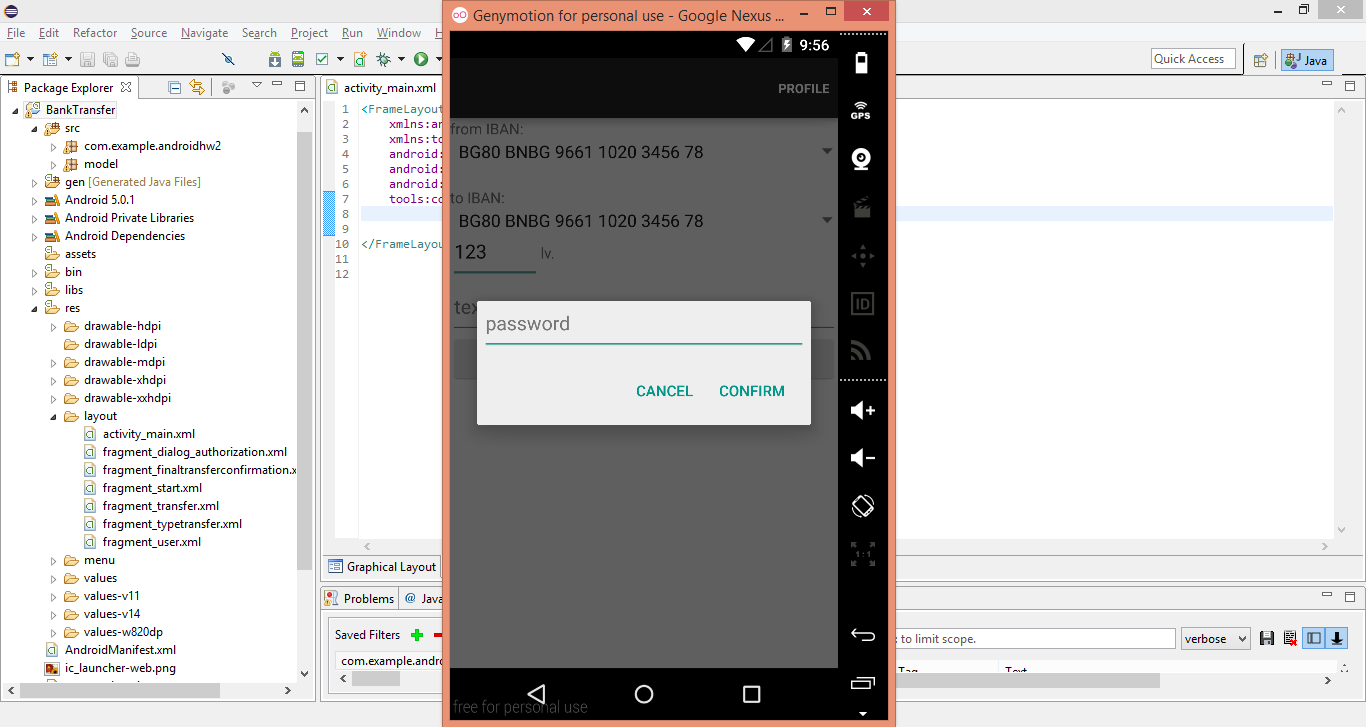 Genymotion for personal use - Google Nexus ...
File Edit Refactor Source Navigate Search Project Run Window
Quick Access
Java
Package Explorer
BankTransfer
src
com.example.androidhw2
model
gen [Generated Java Files]
Android 5.0.1
Android Private Libraries
Android Dependencies
assets
bin
libs
res
drawable-hdpi
drawable-ldpi
drawable-mdpi
drawable-xhdpi
drawable-xxhdpi
layout
activity_main.xml
fragment_dialog_authorization.xml
fragment_finaltransferconfirmation.x
fragment_start.xml
fragment_transfer.xml
fragment_typetransfer.xml
fragment_user.xml
menu
values
values-v11
values-v14
values-w820dp
AndroidManifest.xml
ic_launcher-web.png
activity_main.xml
1 <FrameLayout
2 xmlns:an
3 xmlns:to
4 android:
5 android:
6 android:
7 tools:co
8
9
10 </FrameLayou
11
12
Graphical Layout
Problems @ Java
Saved Filters
com.example.andro
9:56
PROFILE
from IBAN:
BG80 BNBG 9661 1020 3456 78
to IBAN:
BG80 BNBG 9661 1020 3456 78
123 lv.
tex
password
CANCEL CONFIRM
free for personal use
GPS
ID
1:1
: to limit scope.
verbose
Tag Text